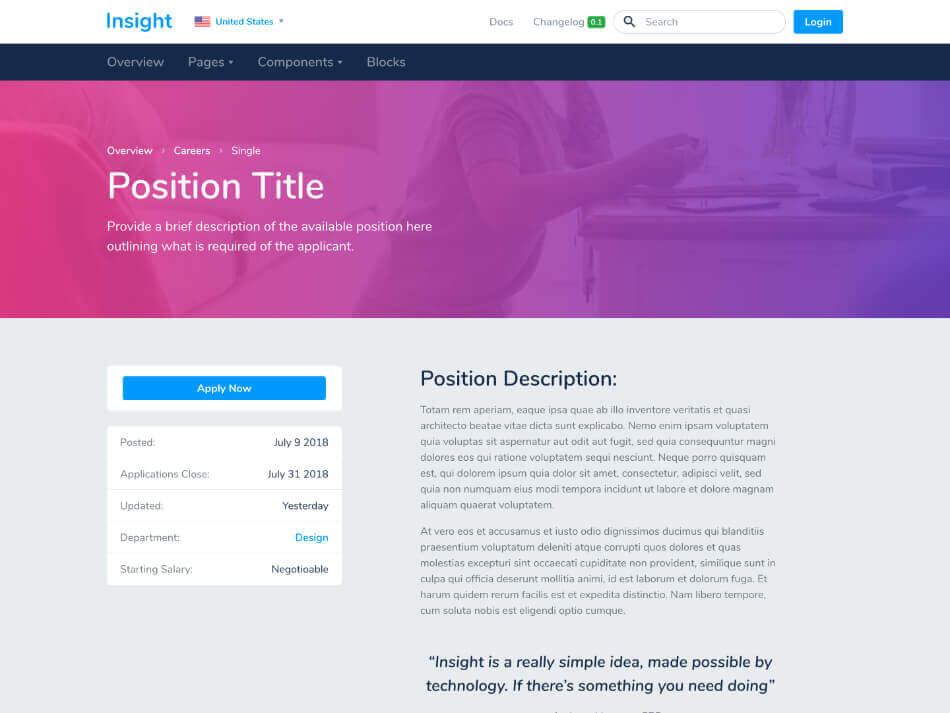 Insight
United States
Docs
Changelog 0.1
Search
Login
Overview
Pages
Components
Blocks
Overview › Careers › Single
Position Title
Provide a brief description of the available position here
outlining what is required of the applicant.
Apply Now
Posted: July 9 2018
Applications Close: July 31 2018
Updated: Yesterday
Department: Design
Starting Salary: Negotioable
Position Description:
Totam rem aperiam, eaque ipsa quae ab illo inventore veritatis et quasi
architecto beatae vitae dicta sunt explicabo. Nemo enim ipsam voluptatem
quia voluptas sit aspernatur aut odit aut fugit, sed quia consequuntur magni
dolores eos qui ratione voluptatem sequi nesciunt. Neque porro quisquam
est, qui dolorem ipsum quia dolor sit amet, consectetur, adipisci velit, sed
quia non numquam eius modi tempora incidunt ut labore et dolore magnam
aliquam quaerat voluptatem.
At vero eos et accusamus et iusto odio dignissimos ducimus qui blanditiis
praesentium voluptatum deleniti atque corrupti quos dolores et quas
molestias excepturi sint occaecati cupiditate non provident, similique sunt in
culpa qui officia deserunt mollitia animi, id est laborum et dolorum fuga. Et
harum quidem rerum facilis est et expedita distinctio. Nam libero tempore,
cum soluta nobis est eligendi optio cumque.
“Insight is a really simple idea, made possible by
technology. If there’s something you need doing”